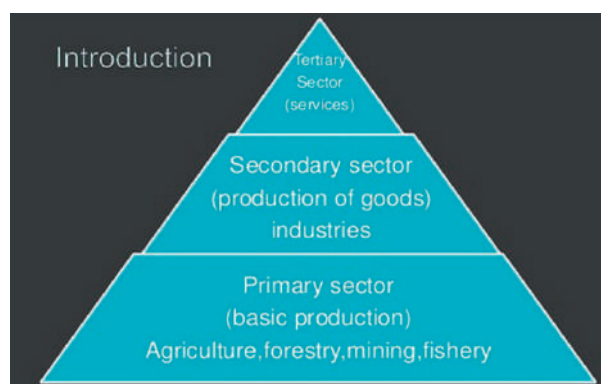 Introduction
Tertiary
Sector
(services)
Secondary sector
(production of goods)
industries
Primary sector
(basic production)
Agriculture,forestry,mining,fishery